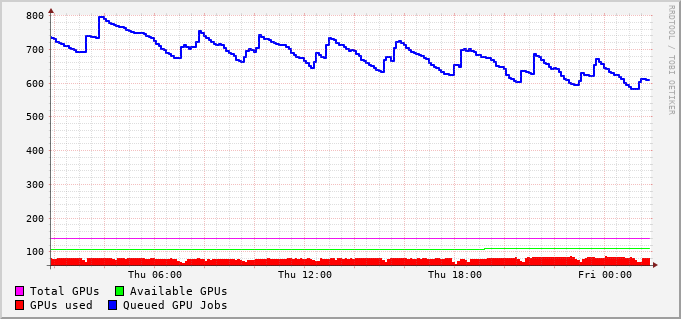 800
700
600
500
400
300
200
100
Thu 06:00 Thu 12:00 Thu 18:00 Fri 00:00
Total GPUs Available GPUs
GPUs used Queued GPU Jobs
RRDTOOL / TOBI OETIKER